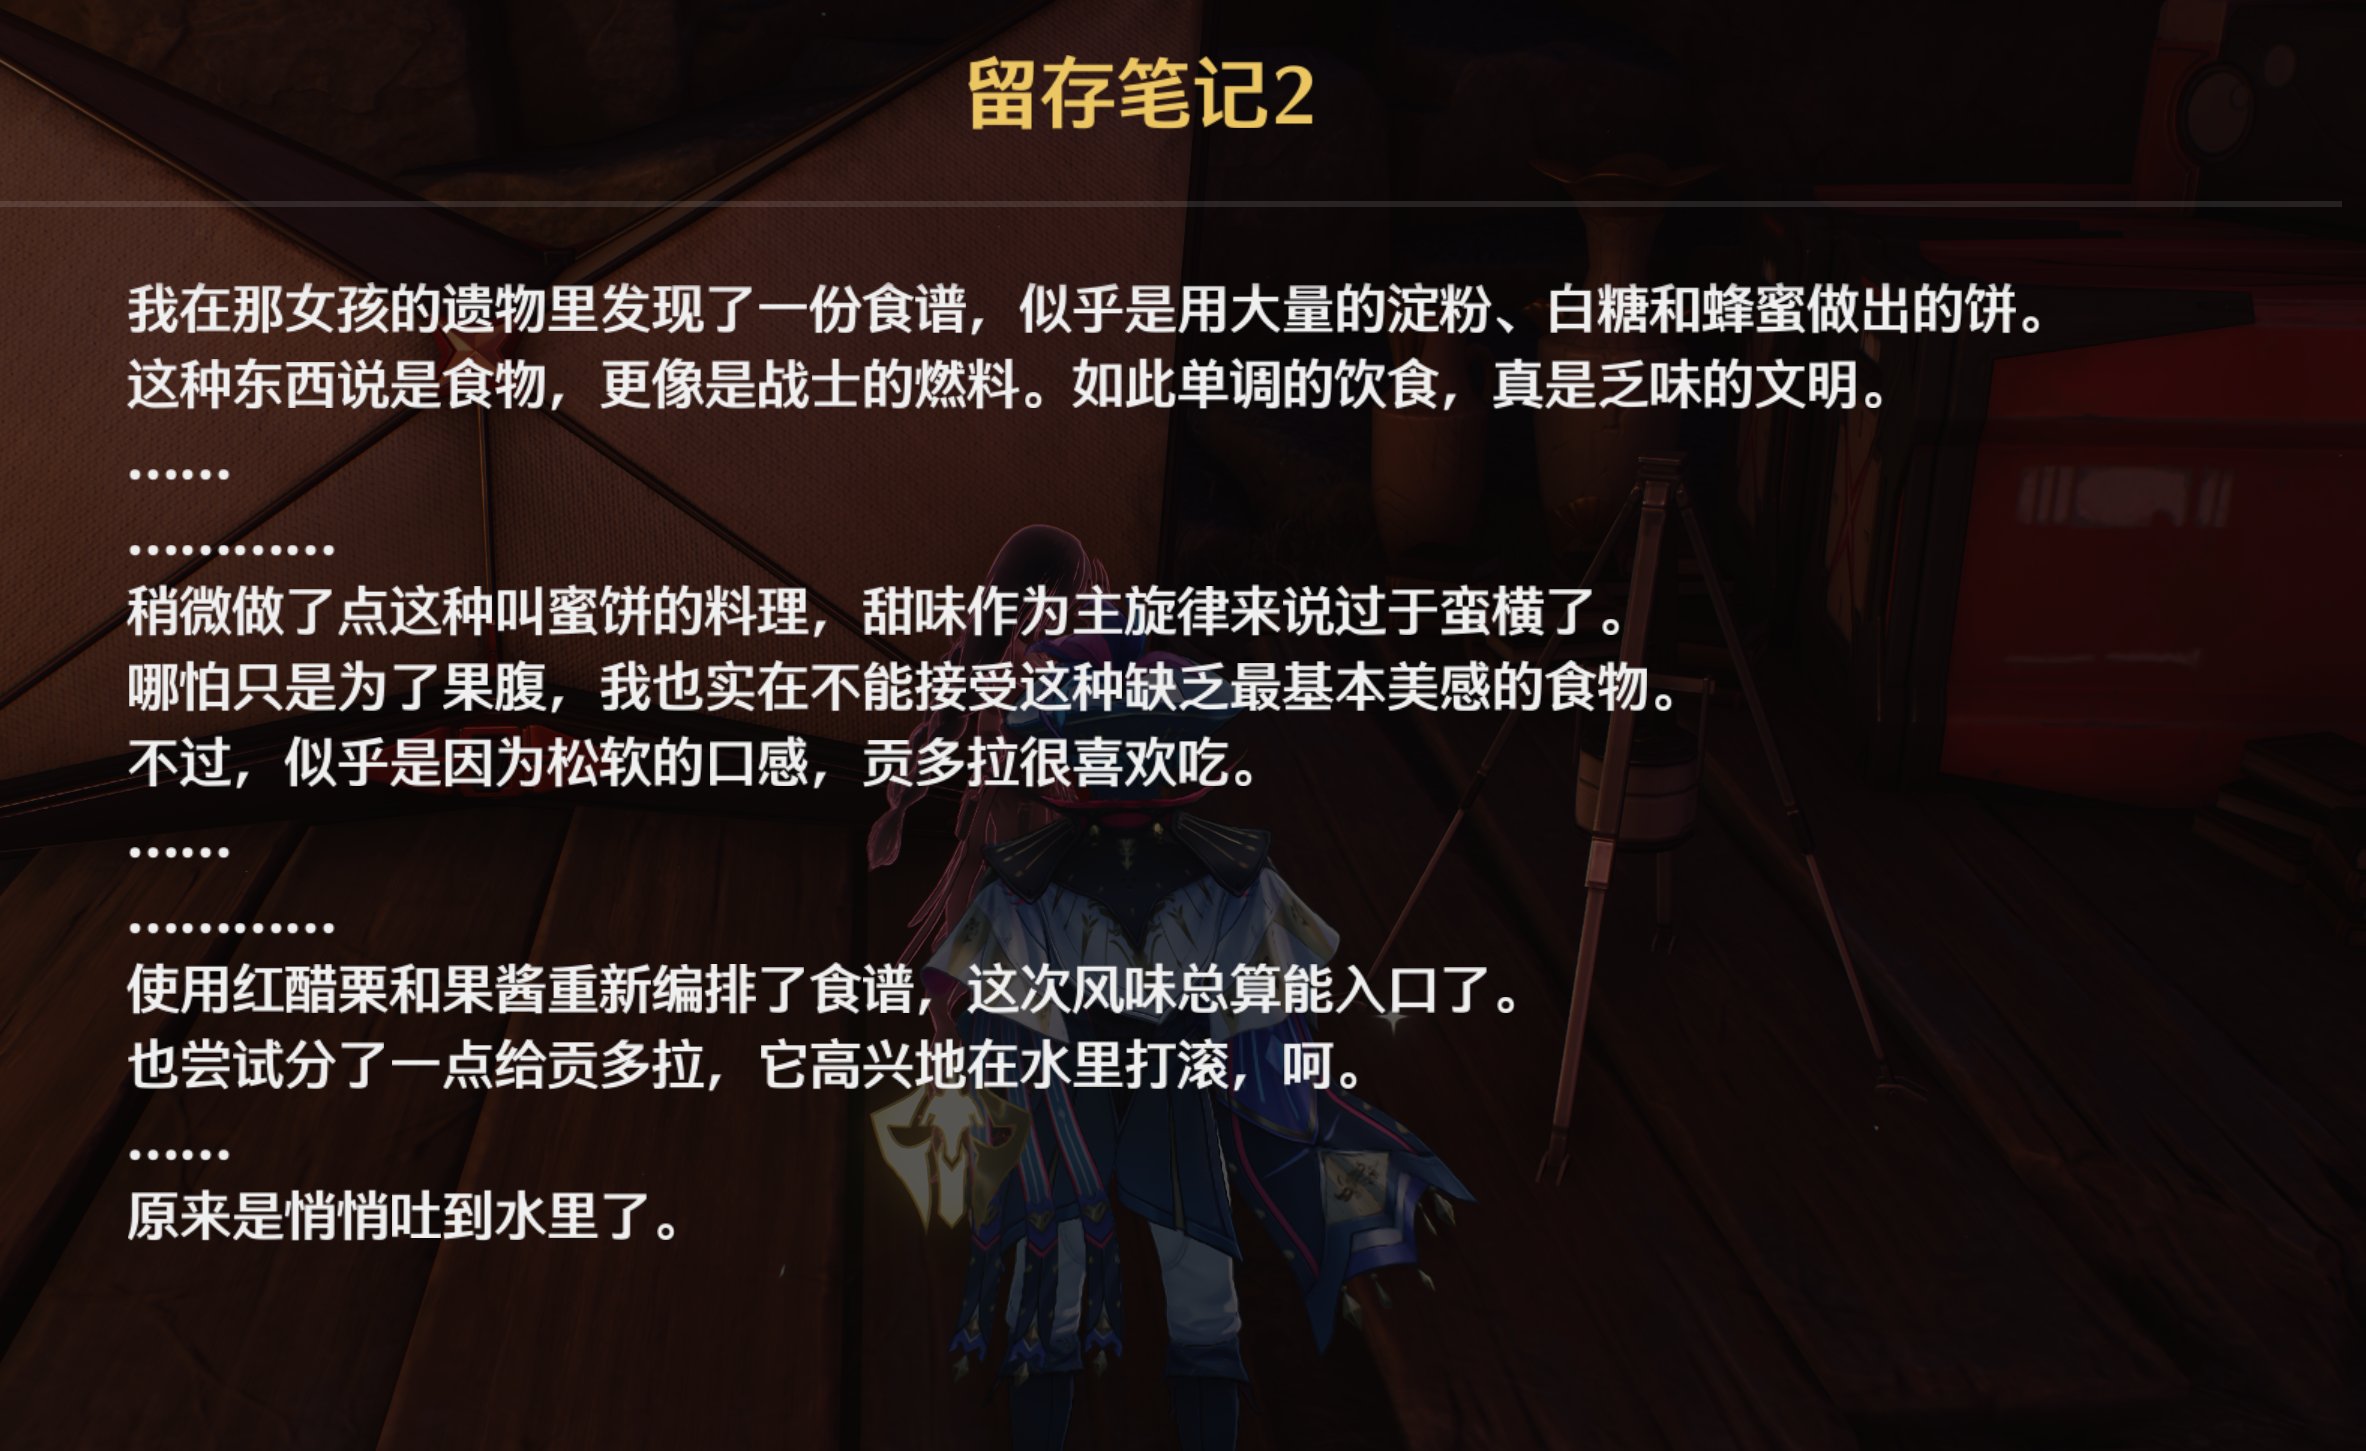 留存笔记2
我在那女孩的遗物里发现了一份食谱，似乎是用大量的淀粉、白糖和蜂蜜做出的饼。
这种东西说是食物，更像是战士的燃料。如此单调的饮食，真是乏味的文明。
……
…………
稍微做了点这种叫蜜饼的料理，甜味作为主旋律来说过于蛮横了。
哪怕只是为了果腹，我也实在不能接受这种缺乏最基本美感的食物。
不过，似乎是因为松软的口感，贡多拉很喜欢吃。
……
…………
使用红醋栗和果酱重新编排了食谱，这次风味总算能入口了。
也尝试分了一点给贡多拉，它高兴地在水里打滚，呵。
……
原来是悄悄吐到水里了。